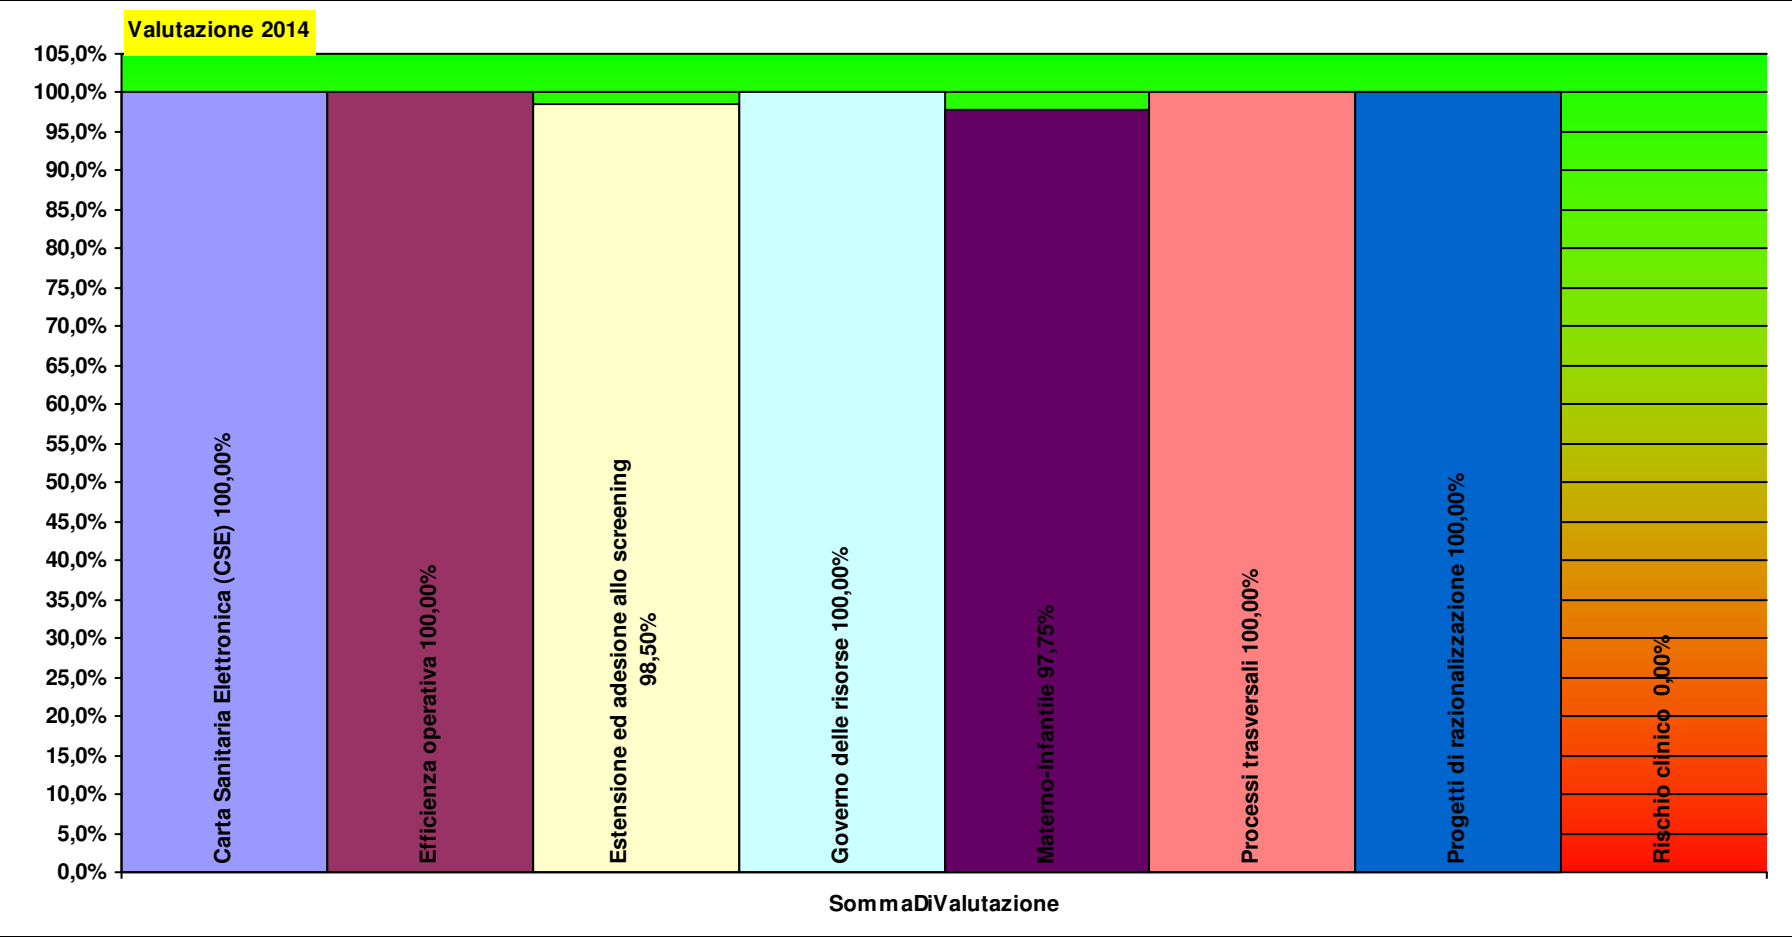 Valutazione 2014
105,0%
100,0%
95,0%
90,0%
85,0%
80,0%
75,0%
70,0%
65,0%
60,0%
55,0%
50,0%
45,0%
40,0%
35,0%
30,0%
25,0%
20,0%
15,0%
10,0%
5,0%
0,0%
Carta Sanitaria Elettronica (CSE) 100,00%
Efficienza operativa 100,00%
Estensione ed adesione allo screening
98,50%
Governo delle risorse 100,00%
Materno-Infantile 97,75%
Processi trasversali 100,00%
Progetti di razionalizzazione 100,00%
Rischio clinico 0,00%
SommaDiValutazione